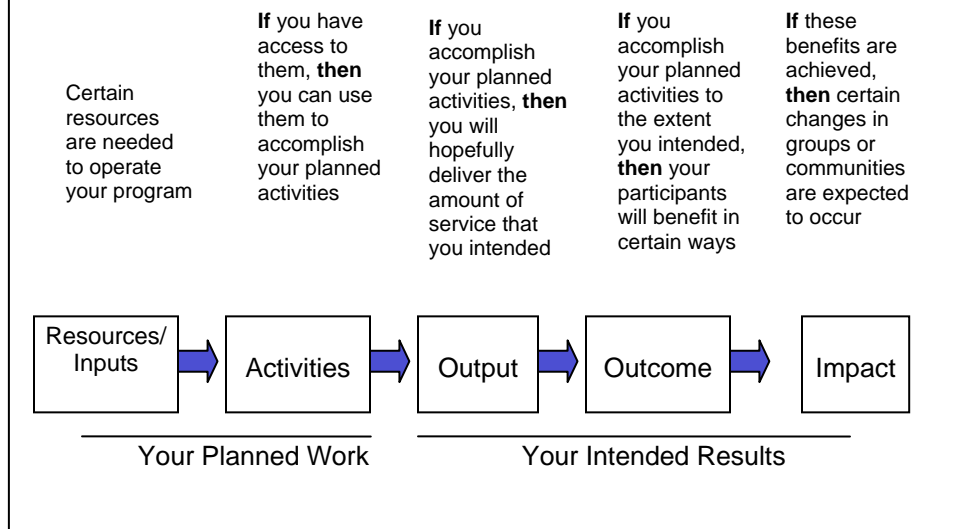 Certain
resources
are needed
to operate
your program
If you have
access to
them, then
you can use
them to
accomplish
your planned
activities
If you
accomplish
your planned
activities, then
you will
hopefully
deliver the
amount of
service that
you intended
If you
accomplish
your planned
activities to
the extent
you intended,
then your
participants
will benefit in
certain ways
If these
benefits are
achieved,
then certain
changes in
groups or
communities
are expected
to occur
Resources/
Inputs
Activities
Output
Outcome
Impact
Your Planned Work
Your Intended Results